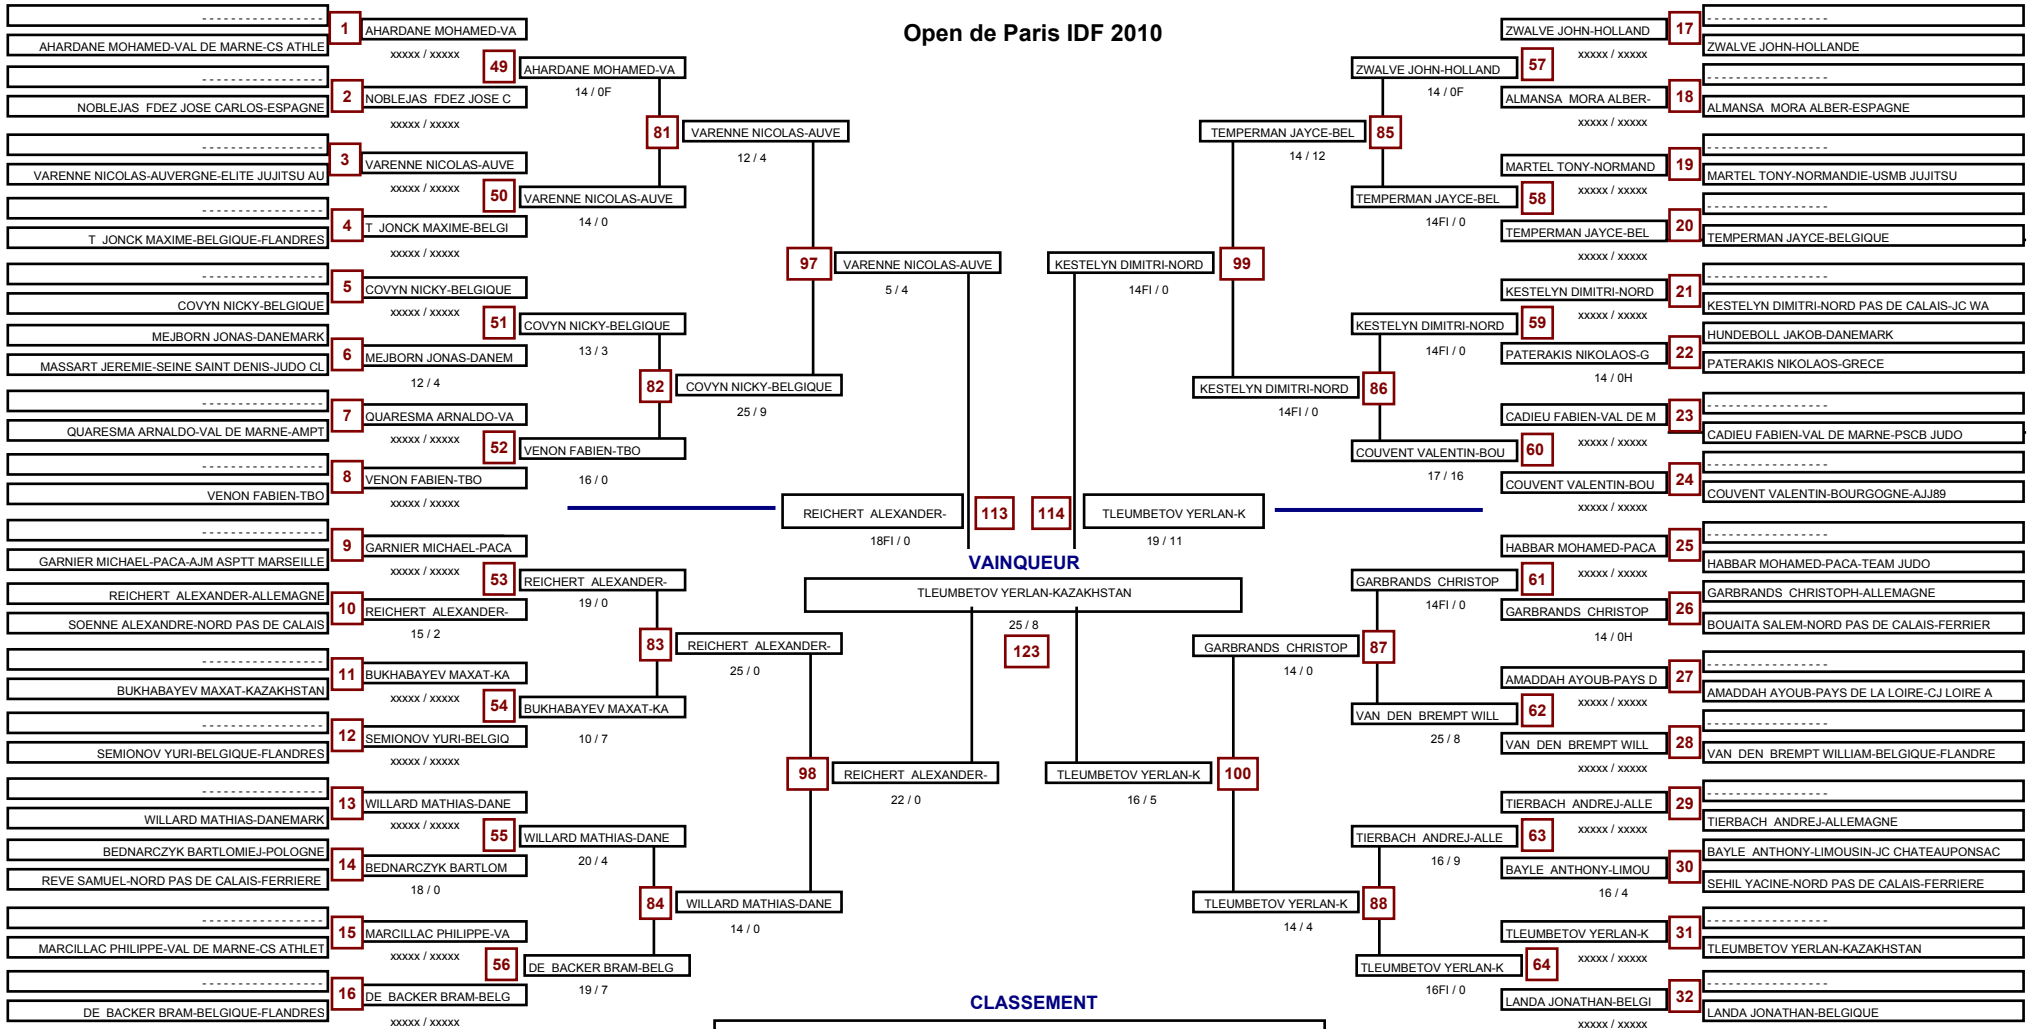 Open de Paris IDF 2010
- - - - - - - - - - - - - - - -
1
AHARDANE MOHAMED-VAL DE MARNE-CS ATHLE
AHARDANE MOHAMED-VA
xxxxx / xxxxx
- - - - - - - - - - - - - - - -
2
NOBLEJAS FDEZ JOSE CARLOS-ESPAGNE
NOBLEJAS FDEZ JOSE C
xxxxx / xxxxx
49
AHARDANE MOHAMED-VA
14 / 0F
- - - - - - - - - - - - - - - -
3
VARENNE NICOLAS-AUVERGNE-ELITE JUJITSU AU
VARENNE NICOLAS-AUVE
xxxxx / xxxxx
- - - - - - - - - - - - - - - -
4
T JONCK MAXIME-BELGIQUE-FLANDRES
T JONCK MAXIME-BELGI
xxxxx / xxxxx
50
VARENNE NICOLAS-AUVE
14 / 0
81
VARENNE NICOLAS-AUVE
12 / 4
- - - - - - - - - - - - - - - -
5
COVYN NICKY-BELGIQUE
COVYN NICKY-BELGIQUE
xxxxx / xxxxx
MEJBORN JONAS-DANEMARK
6
MASSART JEREMIE-SEINE SAINT DENIS-JUDO CL
MEJBORN JONAS-DANEM
12 / 4
51
COVYN NICKY-BELGIQUE
13 / 3
- - - - - - - - - - - - - - - -
7
QUARESMA ARNALDO-VAL DE MARNE-AMPT
QUARESMA ARNALDO-VA
xxxxx / xxxxx
- - - - - - - - - - - - - - - -
8
VENON FABIEN-TBO
VENON FABIEN-TBO
xxxxx / xxxxx
52
VENON FABIEN-TBO
16 / 0
82
COVYN NICKY-BELGIQUE
25 / 9
97
VARENNE NICOLAS-AUVE
5 / 4
- - - - - - - - - - - - - - - -
9
GARNIER MICHAEL-PACA-AJM ASPTT MARSEILLE
GARNIER MICHAEL-PACA
xxxxx / xxxxx
REICHERT ALEXANDER-ALLEMAGNE
10
SOENNE ALEXANDRE-NORD PAS DE CALAIS
REICHERT ALEXANDER-
15 / 2
53
REICHERT ALEXANDER-
19 / 0
- - - - - - - - - - - - - - - -
11
BUKHABAYEV MAXAT-KAZAKHSTAN
BUKHABAYEV MAXAT-KA
xxxxx / xxxxx
- - - - - - - - - - - - - - - -
12
SEMIONOV YURI-BELGIQUE-FLANDRES
SEMIONOV YURI-BELGIQ
xxxxx / xxxxx
54
BUKHABAYEV MAXAT-KA
10 / 7
83
REICHERT ALEXANDER-
25 / 0
- - - - - - - - - - - - - - - -
13
WILLARD MATHIAS-DANEMARK
WILLARD MATHIAS-DANE
xxxxx / xxxxx
BEDNARCZYK BARTLOMIEJ-POLOGNE
14
REVE SAMUEL-NORD PAS DE CALAIS-FERRIERE
BEDNARCZYK BARTLOM
18 / 0
55
WILLARD MATHIAS-DANE
20 / 4
- - - - - - - - - - - - - - - -
15
MARCILLAC PHILIPPE-VAL DE MARNE-CS ATHLET
MARCILLAC PHILIPPE-VA
xxxxx / xxxxx
- - - - - - - - - - - - - - - -
16
DE BACKER BRAM-BELGIQUE-FLANDRES
DE BACKER BRAM-BELG
xxxxx / xxxxx
56
DE BACKER BRAM-BELG
19 / 7
84
WILLARD MATHIAS-DANE
14 / 0
98
REICHERT ALEXANDER-
22 / 0
REICHERT ALEXANDER-
113
18FI / 0
114
TLEUMBETOV YERLAN-K
19 / 11
VAINQUEUR
TLEUMBETOV YERLAN-KAZAKHSTAN
25 / 8
123
CLASSEMENT
ZWALVE JOHN-HOLLAND
17
- - - - - - - - - - - - - - - -
ZWALVE JOHN-HOLLANDE
xxxxx / xxxxx
ALMANSA MORA ALBER-
18
- - - - - - - - - - - - - - - -
ALMANSA MORA ALBER-ESPAGNE
xxxxx / xxxxx
ZWALVE JOHN-HOLLAND
57
14 / 0F
MARTEL TONY-NORMAND
19
- - - - - - - - - - - - - - - -
MARTEL TONY-NORMANDIE-USMB JUJITSU
xxxxx / xxxxx
TEMPERMAN JAYCE-BEL
20
- - - - - - - - - - - - - - - -
TEMPERMAN JAYCE-BELGIQUE
TEMPERMAN JAYCE-BEL
58
14FI / 0
TEMPERMAN JAYCE-BEL
85
14 / 12
KESTELYN DIMITRI-NORD
21
- - - - - - - - - - - - - - - -
KESTELYN DIMITRI-NORD PAS DE CALAIS-JC WA
xxxxx / xxxxx
PATERAKIS NIKOLAOS-G
22
HUNDEBOLL JAKOB-DANEMARK
PATERAKIS NIKOLAOS-GRECE
14 / 0H
KESTELYN DIMITRI-NORD
59
14FI / 0
CADIEU FABIEN-VAL DE M
23
- - - - - - - - - - - - - - - -
CADIEU FABIEN-VAL DE MARNE-PSCB JUDO
xxxxx / xxxxx
COUVENT VALENTIN-BOU
24
- - - - - - - - - - - - - - - -
COUVENT VALENTIN-BOURGOGNE-AJJ89
xxxxx / xxxxx
COUVENT VALENTIN-BOU
60
17 / 16
KESTELYN DIMITRI-NORD
86
14FI / 0
KESTELYN DIMITRI-NORD
99
14FI / 0
HABBAR MOHAMED-PACA
25
- - - - - - - - - - - - - - - -
HABBAR MOHAMED-PACA-TEAM JUDO
xxxxx / xxxxx
GARBRANDS CHRISTOP
26
GARBRANDS CHRISTOPH-ALLEMAGNE
BOUAITA SALEM-NORD PAS DE CALAIS-FERRIER
14 / 0H
GARBRANDS CHRISTOP
61
14FI / 0
AMADDAH AYOUB-PAYS D
27
- - - - - - - - - - - - - - - -
AMADDAH AYOUB-PAYS DE LA LOIRE-CJ LOIRE A
xxxxx / xxxxx
VAN DEN BREMPT WILL
28
- - - - - - - - - - - - - - - -
VAN DEN BREMPT WILLIAM-BELGIQUE-FLANDRE
xxxxx / xxxxx
VAN DEN BREMPT WILL
62
25 / 8
GARBRANDS CHRISTOP
87
14 / 0
TIERBACH ANDREJ-ALLE
29
- - - - - - - - - - - - - - - -
TIERBACH ANDREJ-ALLEMAGNE
xxxxx / xxxxx
BAYLE ANTHONY-LIMOU
30
BAYLE ANTHONY-LIMOUSIN-JC CHATEAUPONSAC
SEHIL YACINE-NORD PAS DE CALAIS-FERRIERE
16 / 4
TIERBACH ANDREJ-ALLE
63
16 / 9
TLEUMBETOV YERLAN-K
31
- - - - - - - - - - - - - - - -
TLEUMBETOV YERLAN-KAZAKHSTAN
xxxxx / xxxxx
LANDA JONATHAN-BELGI
32
- - - - - - - - - - - - - - - -
LANDA JONATHAN-BELGIQUE
xxxxx / xxxxx
TLEUMBETOV YERLAN-K
64
16FI / 0
TLEUMBETOV YERLAN-K
88
14 / 4
TLEUMBETOV YERLAN-K
100
16 / 5